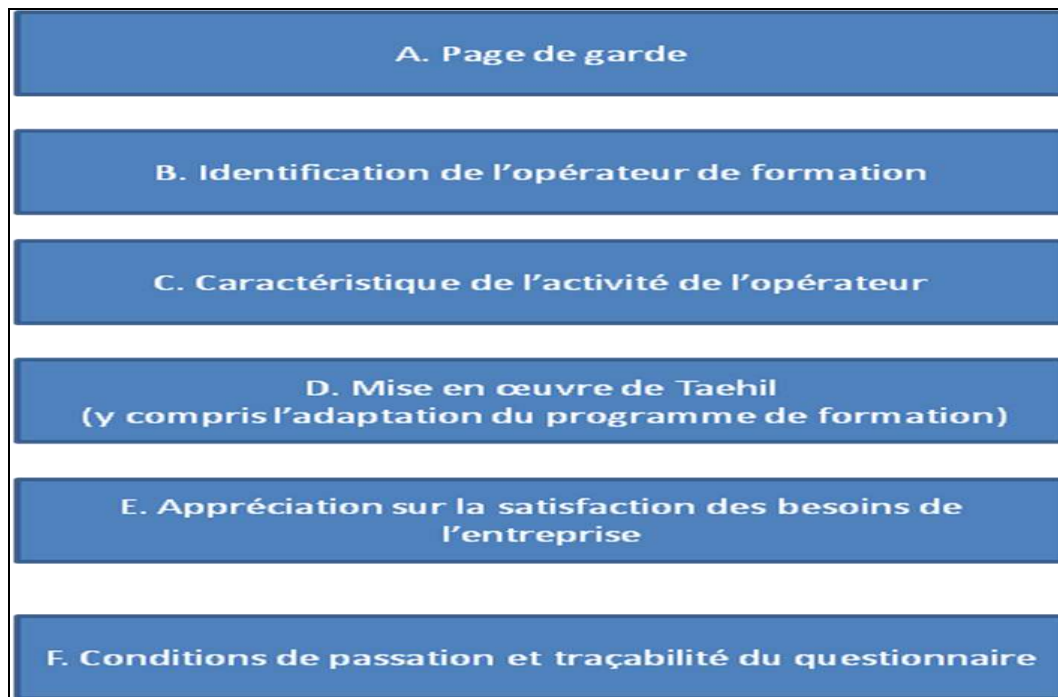 A. Page de garde
B. Identification de l'opérateur de formation
C. Caractéristique de l'activité de l'opérateur
D. Mise en œuvre de Taehil
(y compris l'adaptation du programme de formation)
E. Appréciation sur la satisfaction des besoins de
l'entreprise
F. Conditions de passation et traçabilité du questionnaire